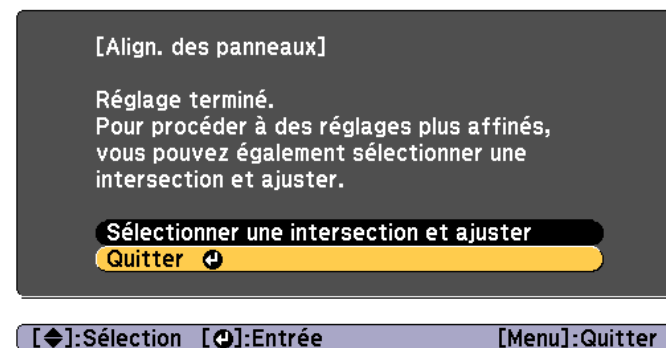 [Align. des panneaux]
Réglage terminé.
Pour procéder à des réglages plus affinés,
vous pouvez également sélectionner une
intersection et ajuster.
Sélectionner une intersection et ajuster
Quitter
[◆]:Sélection [⏎]:Entrée [Menu]:Quitter